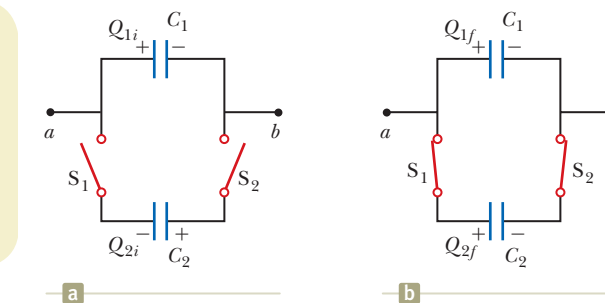 Q1i C1
+ −
a b
S1 S2
− +
Q2i C2
a
Q1f C1
+ −
a
S1 S2
+ −
Q2f C2
b